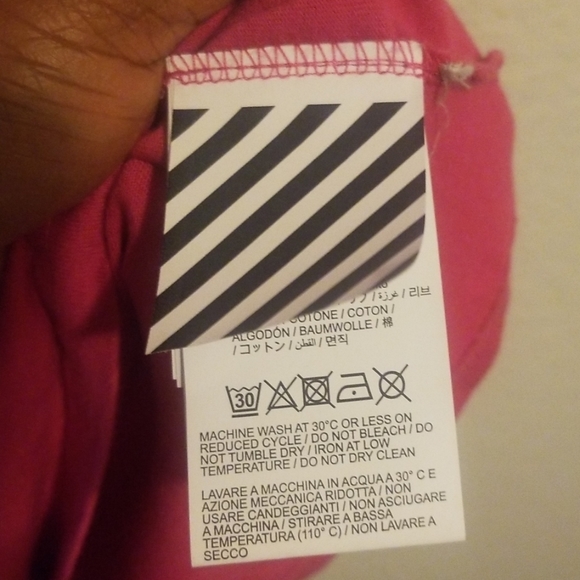 / غرزة / 리브
COTONE / COTON /
ALGODÓN / BAUMWOLLE / 棉
/ コットン / القطن / 면직
30
MACHINE WASH AT 30°C OR LESS ON
REDUCED CYCLE / DO NOT BLEACH / DO
NOT TUMBLE DRY / IRON AT LOW
TEMPERATURE / DO NOT DRY CLEAN
LAVARE A MACCHINA IN ACQUA A 30° C E
AZIONE MECCANICA RIDOTTA / NON
USARE CANDEGGIANTI / NON ASCIUGARE
A MACCHINA / STIRARE A BASSA
TEMPERATURA (110° C) / NON LAVARE A
SECCO